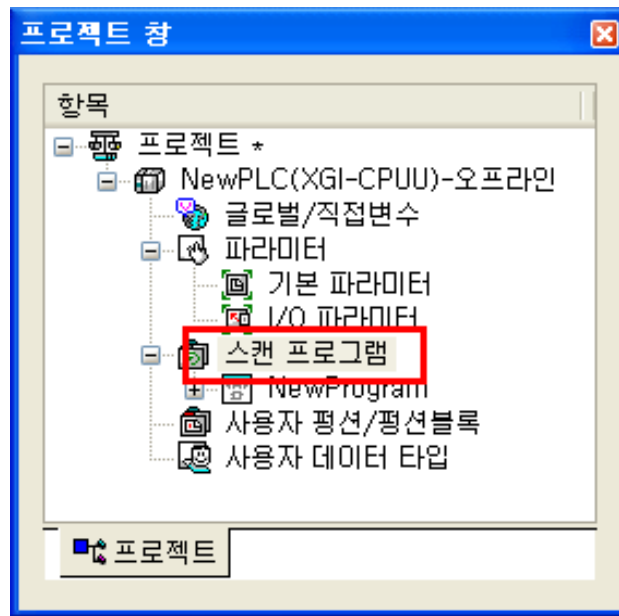 프로젝트 창
항목
프로젝트 *
NewPLC(XGI-CPUU)-오프라인
글로벌/직접변수
파라미터
기본 파라미터
I/O 파라미터
스캔 프로그램
NewProgram
사용자 펑션/펑션블록
사용자 데이터 타입
프로젝트